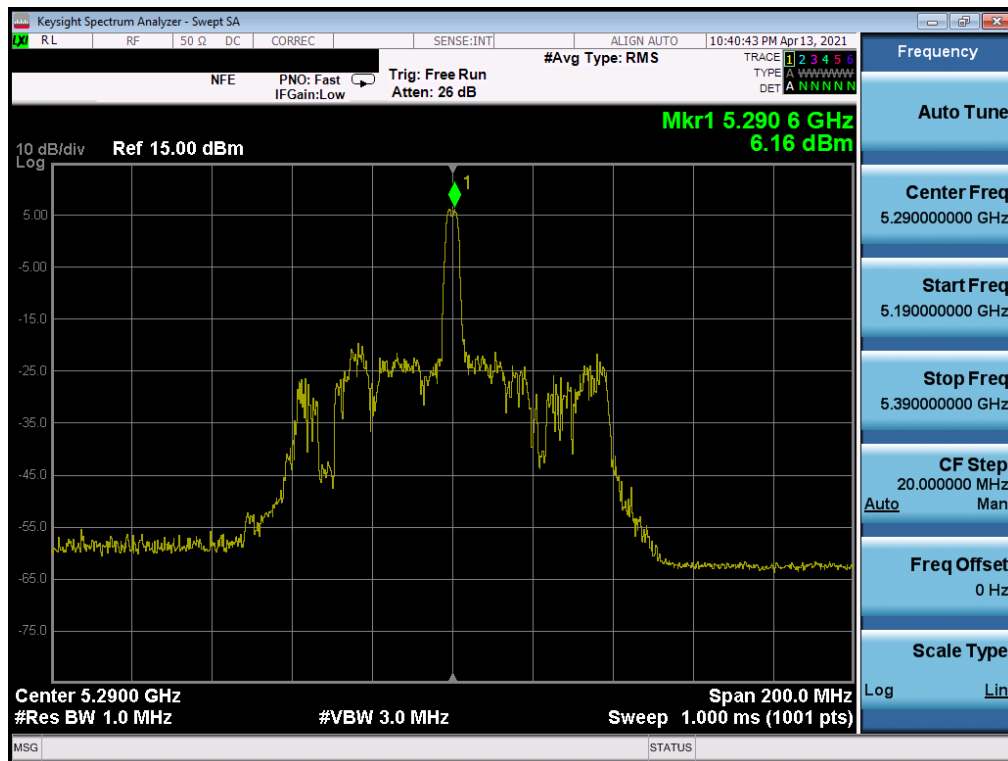 Keysight Spectrum Analyzer - Swept SA
LXI RL RF 50 Ω DC CORREC SENSE:INT ALIGN AUTO 10:40:43 PM Apr 13, 2021
#Avg Type: RMS TRACE 1 2 3 4 5 6
NFE PNO: Fast Trig: Free Run TYPE A WWWWW
IFGain:Low Atten: 26 dB DET A N N N N N
Mkr1 5.290 6 GHz
6.16 dBm
10 dB/div Ref 15.00 dBm
Log
1
5.00
-5.00
-15.0
-25.0
-35.0
-45.0
-55.0
-65.0
-75.0
Center 5.2900 GHz Span 200.0 MHz
#Res BW 1.0 MHz #VBW 3.0 MHz Sweep 1.000 ms (1001 pts)
MSG STATUS
Frequency
Auto Tune
Center Freq
5.290000000 GHz
Start Freq
5.190000000 GHz
Stop Freq
5.390000000 GHz
CF Step
20.000000 MHz
Auto Man
Freq Offset
0 Hz
Scale Type
Log Lin